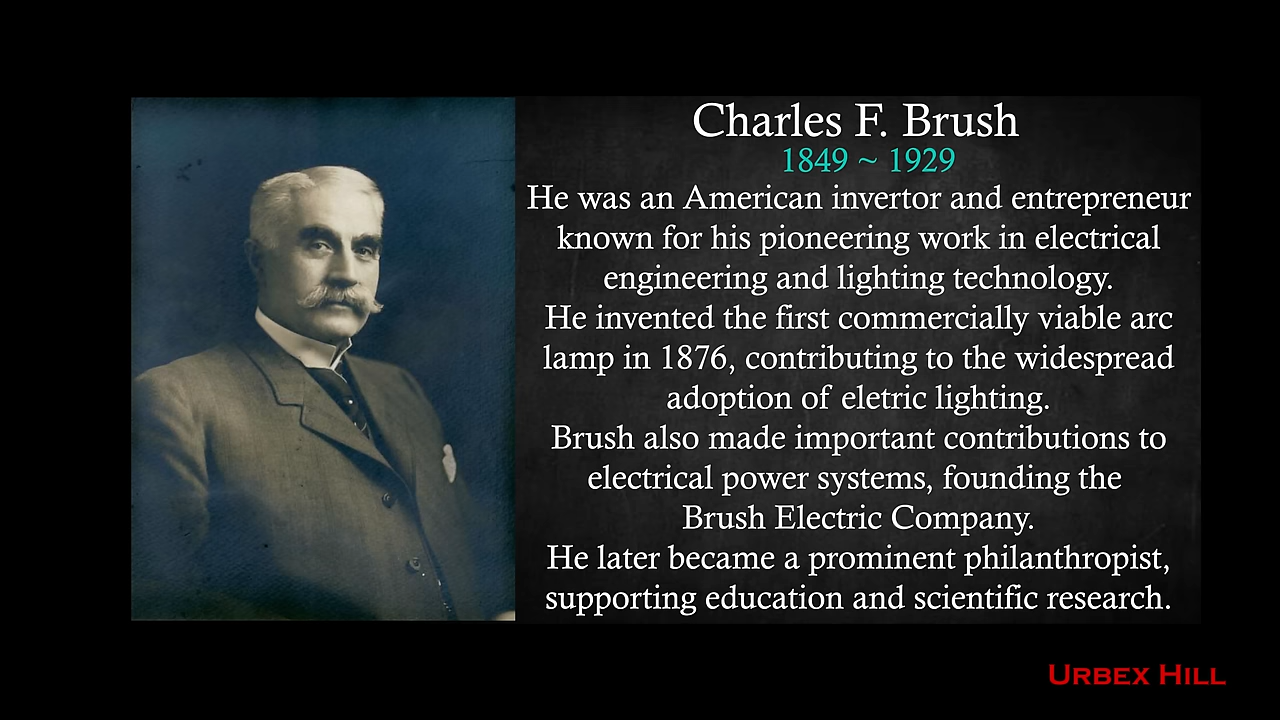 Charles F. Brush
1849 ~ 1929
He was an American invertor and entrepreneur
known for his pioneering work in electrical
engineering and lighting technology.
He invented the first commercially viable arc
lamp in 1876, contributing to the widespread
adoption of eletric lighting.
Brush also made important contributions to
electrical power systems, founding the
Brush Electric Company.
He later became a prominent philanthropist,
supporting education and scientific research.
URBEX HILL